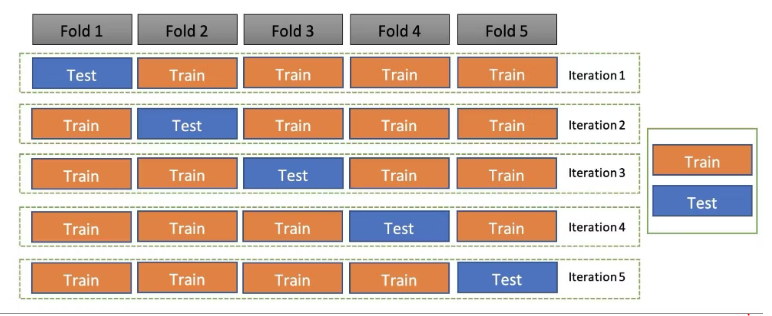 Fold 1 Fold 2 Fold 3 Fold 4 Fold 5
Test Train Train Train Train Iteration 1
Train Test Train Train Train Iteration 2
Train Train Test Train Train Iteration 3
Train Train Train Test Train Iteration 4
Train Train Train Train Test Iteration 5
Train
Test